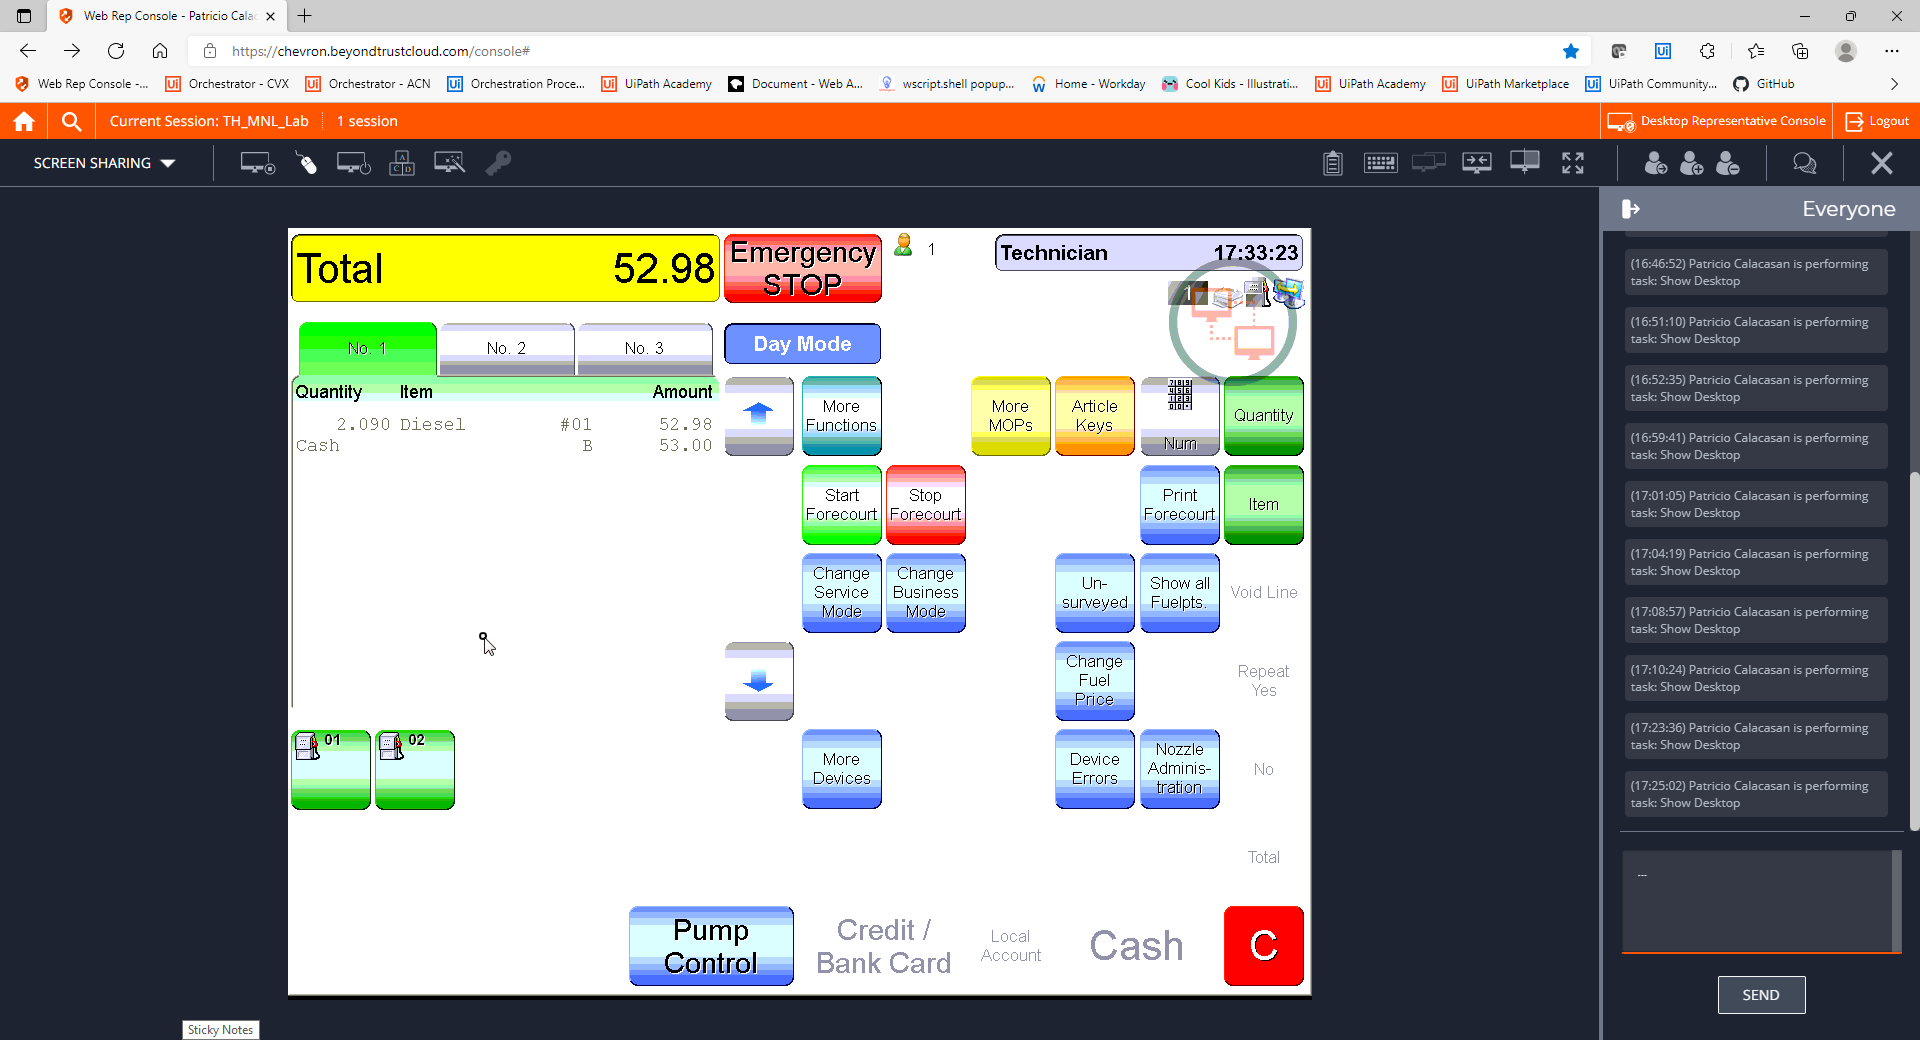 Web Rep Console - Patricio Cala
https://chevron.beyondtrustcloud.com/console#
Web Rep Console -... Orchestrator - CVX Orchestrator - ACN Orchestration Proce... UiPath Academy Document - Web A... wscript.shell popup... Home - Workday Cool Kids - Illustrati... UiPath Academy UiPath Marketplace UiPath Community... GitHub
Current Session: TH_MNL_Lab 1 session Desktop Representative Console Logout
SCREEN SHARING
Everyone
(16:46:52) Patricio Calacasan is performing
task: Show Desktop
(16:51:10) Patricio Calacasan is performing
task: Show Desktop
(16:52:35) Patricio Calacasan is performing
task: Show Desktop
(16:59:41) Patricio Calacasan is performing
task: Show Desktop
(17:01:05) Patricio Calacasan is performing
task: Show Desktop
(17:04:19) Patricio Calacasan is performing
task: Show Desktop
(17:08:57) Patricio Calacasan is performing
task: Show Desktop
(17:10:24) Patricio Calacasan is performing
task: Show Desktop
(17:23:36) Patricio Calacasan is performing
task: Show Desktop
(17:25:02) Patricio Calacasan is performing
task: Show Desktop
...
SEND
Total 52.98
Emergency
STOP
1
Technician 17:33:23
1
No. 1 No. 2 No. 3
Day Mode
Quantity Item Amount
2.090 Diesel #01 52.98
Cash B 53.00
More
Functions
More
MOPs
Article
Keys
Num
Quantity
Start
Forecourt
Stop
Forecourt
Print
Forecourt
Item
Change
Service
Mode
Change
Business
Mode
Un-
surveyed
Show all
Fuelpts.
Void Line
Change
Fuel
Price
Repeat
Yes
01 02
More
Devices
Device
Errors
Nozzle
Adminis-
tration
No
Total
Pump
Control
Credit /
Bank Card
Local
Account
Cash
C
Sticky Notes